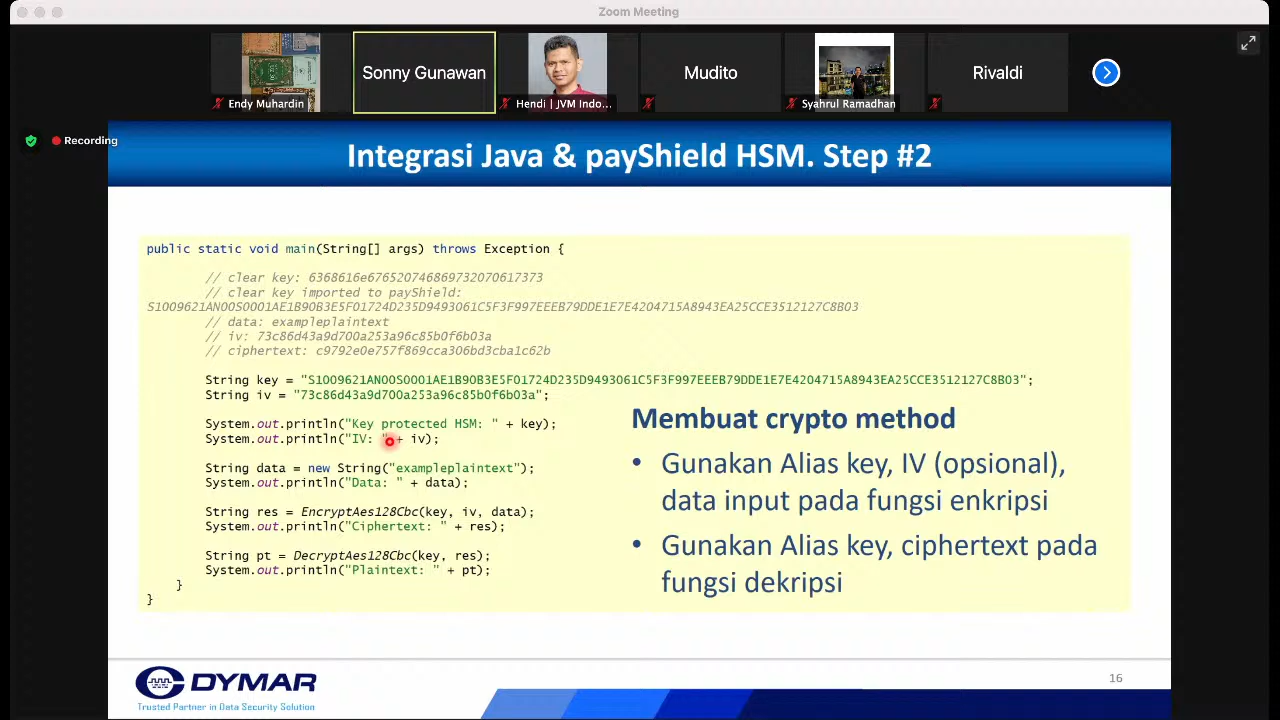 Zoom Meeting
Sonny Gunawan
Mudito
Rivaldi
Endy Muhardin
Hendi | JVM Indo...
Syahrul Ramadhan
Recording
Integrasi Java & payShield HSM. Step #2
public static void main(String[] args) throws Exception {
// clear key: 6368616e676520746869732070617373
// clear key imported to payShield:
S1009621AN00S0001AE1B90B3E5F01724D235D9493061C5F3F997EEEB79DDE1E7E4204715A8943EA25CCE3512127C8B03
// data: exampleplaintext
// iv: 73c86d43a9d700a253a96c85b0f6b03a
// ciphertext: c9792e0e757f869cca306bd3cba1c62b
String key = "S1009621AN00S0001AE1B90B3E5F01724D235D9493061C5F3F997EEEB79DDE1E7E4204715A8943EA25CCE3512127C8B03";
String iv = "73c86d43a9d700a253a96c85b0f6b03a";
System.out.println("Key protected HSM: " + key);
System.out.println("IV: " + iv);
String data = new String("exampleplaintext");
System.out.println("Data: " + data);
String res = EncryptAes128Cbc(key, iv, data);
System.out.println("Ciphertext: " + res);
String pt = DecryptAes128Cbc(key, res);
System.out.println("Plaintext: " + pt);
}
}
Membuat crypto method
• Gunakan Alias key, IV (opsional),
data input pada fungsi enkripsi
• Gunakan Alias key, ciphertext pada
fungsi dekripsi
DYMAR
Trusted Partner in Data Security Solution
16